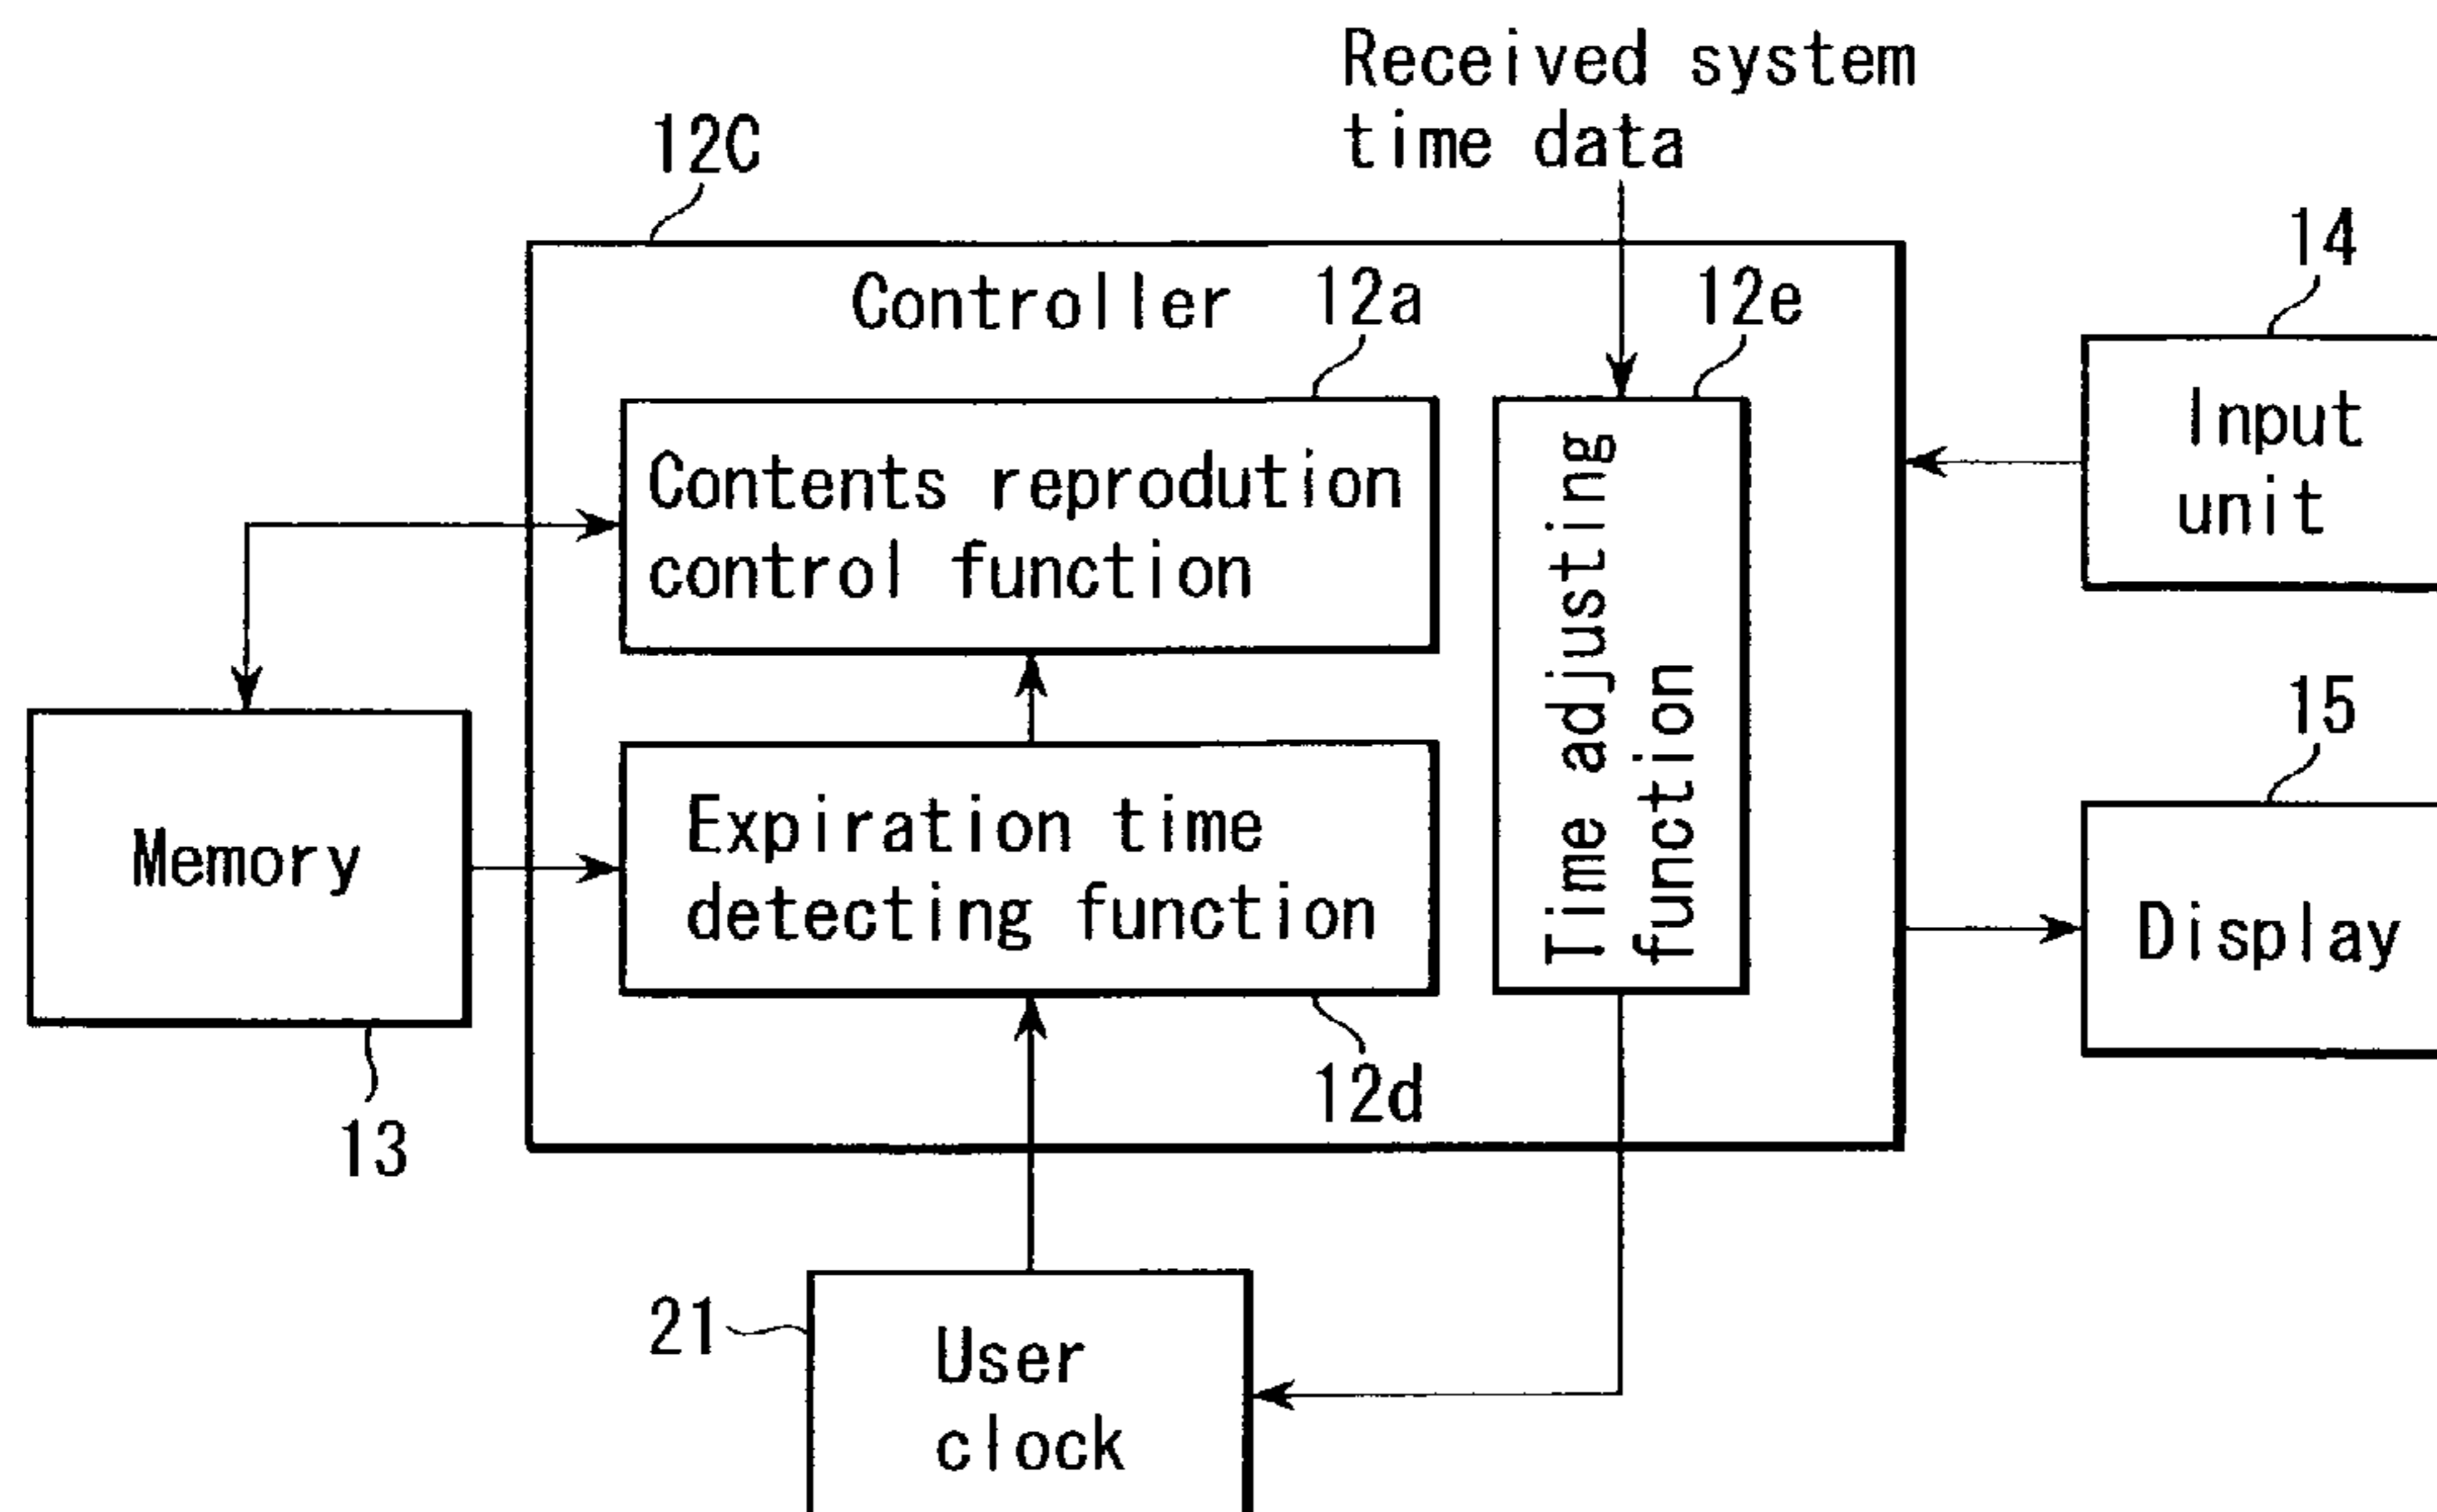 Received system
time data
12C
14
Controller
12a
12e
Input
unit
Contents reprodution
control function
Time adjusting
function
15
Memory
Expiration time
detecting function
Display
12d
13
21
User
clock